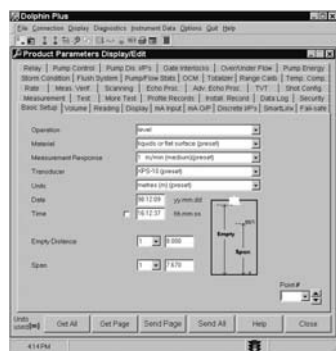 Dolphin Plus
File Connection Display Diagnostics Instrument Data Options Quit Help
Product Parameters Display/Edit
Relay Pump Control Pump Dis. I/P's Gate Interlocks Over/Under Flow Pump Energy
Storm Condition Flush System Pump/Flow Stats OCM Totalizer Range Calib Temp. Comp.
Rate Meas. Verif. Scanning Echo Proc. Adv. Echo Proc. TVT Shot Config.
Measurement Test More Test Profile Records Install. Record Data Log Security
Basic Setup Volume Reading Display mA Input mA O/P Discrete I/P's SmartLinx Fail-safe
Operation level
Material liquids or flat surface (preset)
Measurement Response 1 m/min (medium)(preset)
Transducer XPS-10 (preset)
Units metres (m) (preset)
Date 98:12:09 yy:mm:dd
Time 16:12:37 hh:mm:ss
Empty Distance 1 8.000
Span 1 7.670
Empty
Span
Point #
Units used [m] Get All Get Page Send Page Send All Help Close
4:14 PM